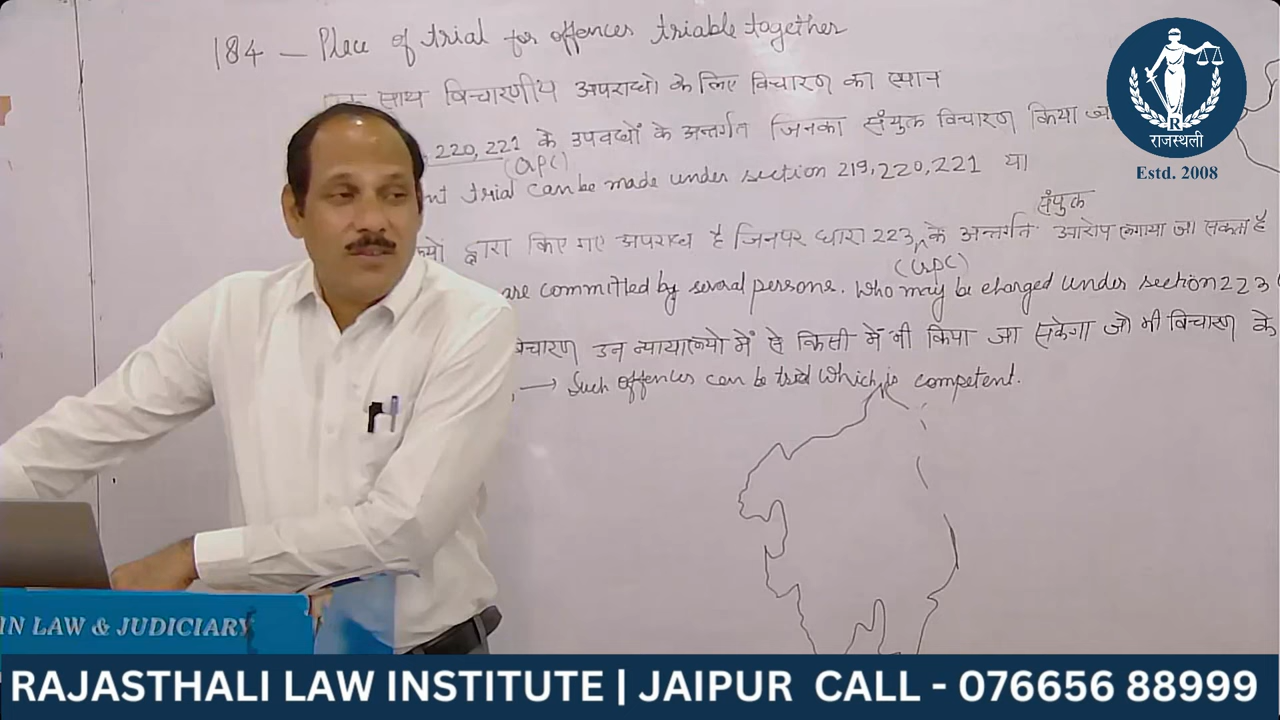 184 – Place of trial for offences triable together
साथ विचारणीय अपराधो के लिए विचारण का स्थान
220, 221 के उपबन्धों के अन्तर्गत जिनका संयुक्त विचारण किया
(CrPC)
trial can be made under section 219, 220, 221 या
संयुक्त
द्वारा किए गए अपराध है जिनपर धारा 223 के अन्तर्गत आरोप लगाया जा सकता है
(CrPC)
are committed by several persons. who may be charged under section 223
विचारण उन न्यायालयो में से किसी में भी किया जा सकेगा जो भी विचारण के
→ Such offences can be tried which is competent.
राजस्थली
Estd. 2008
IN LAW & JUDICIARY
RAJASTHALI LAW INSTITUTE | JAIPUR CALL - 076656 88999